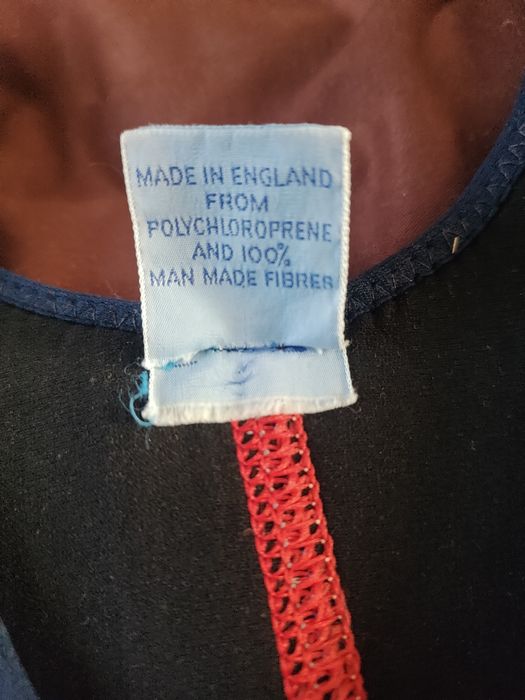 MADE IN ENGLAND
FROM
POLYCHLOROPRENE
AND 100%
MAN MADE FIBRES